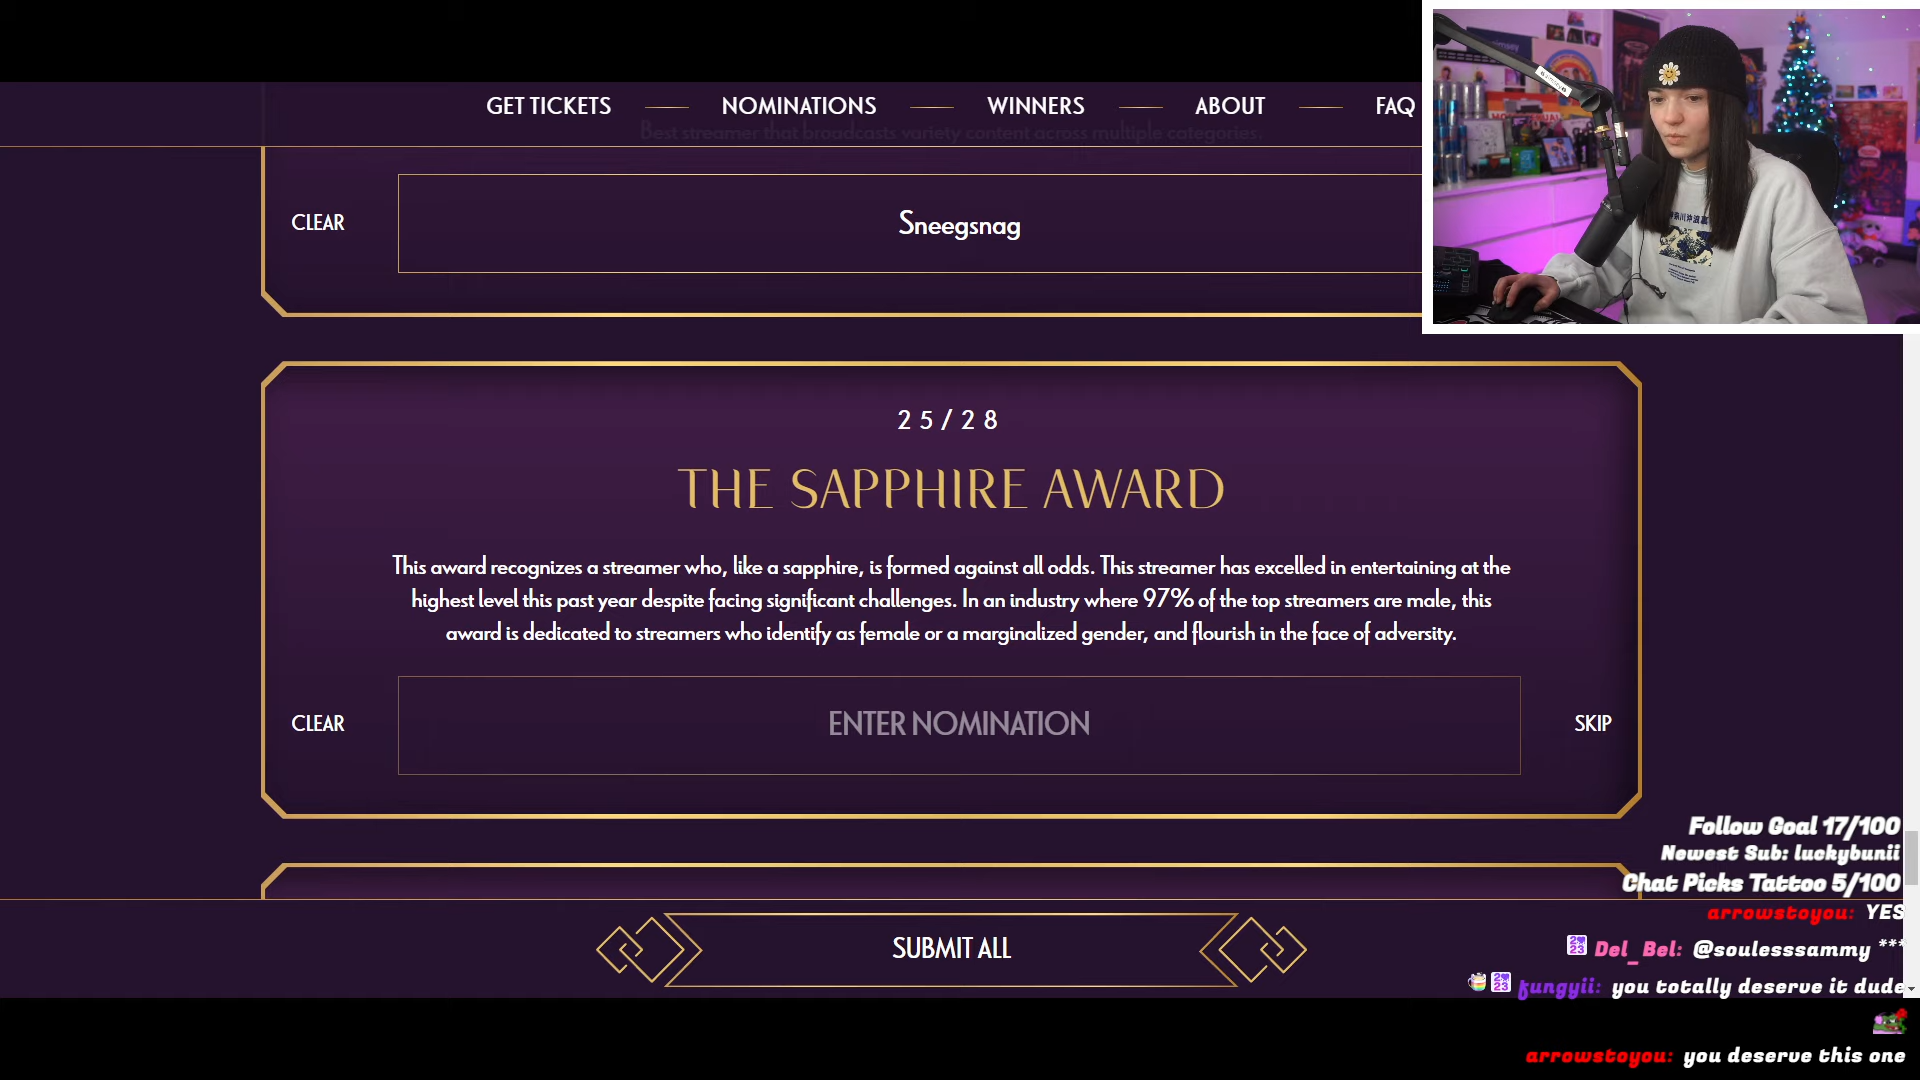 GET TICKETS
NOMINATIONS
WINNERS
ABOUT
FAQ
Best streamer that broadcasts variety content across multiple categories.
CLEAR
Sneegsnag
25/28
THE SAPPHIRE AWARD
This award recognizes a streamer who, like a sapphire, is formed against all odds. This streamer has excelled in entertaining at the
highest level this past year despite facing significant challenges. In an industry where 97% of the top streamers are male, this
award is dedicated to streamers who identify as female or a marginalized gender, and flourish in the face of adversity.
CLEAR
ENTER NOMINATION
SKIP
SUBMIT ALL
Follow Goal 17/100
Newest Sub: luckybunii
Chat Picks Tattoo 5/100
arrowstoyou: YES
Del_Bel: @soulesssammy ***
fungyii: you totally deserve it dude
arrowstoyou: you deserve this one